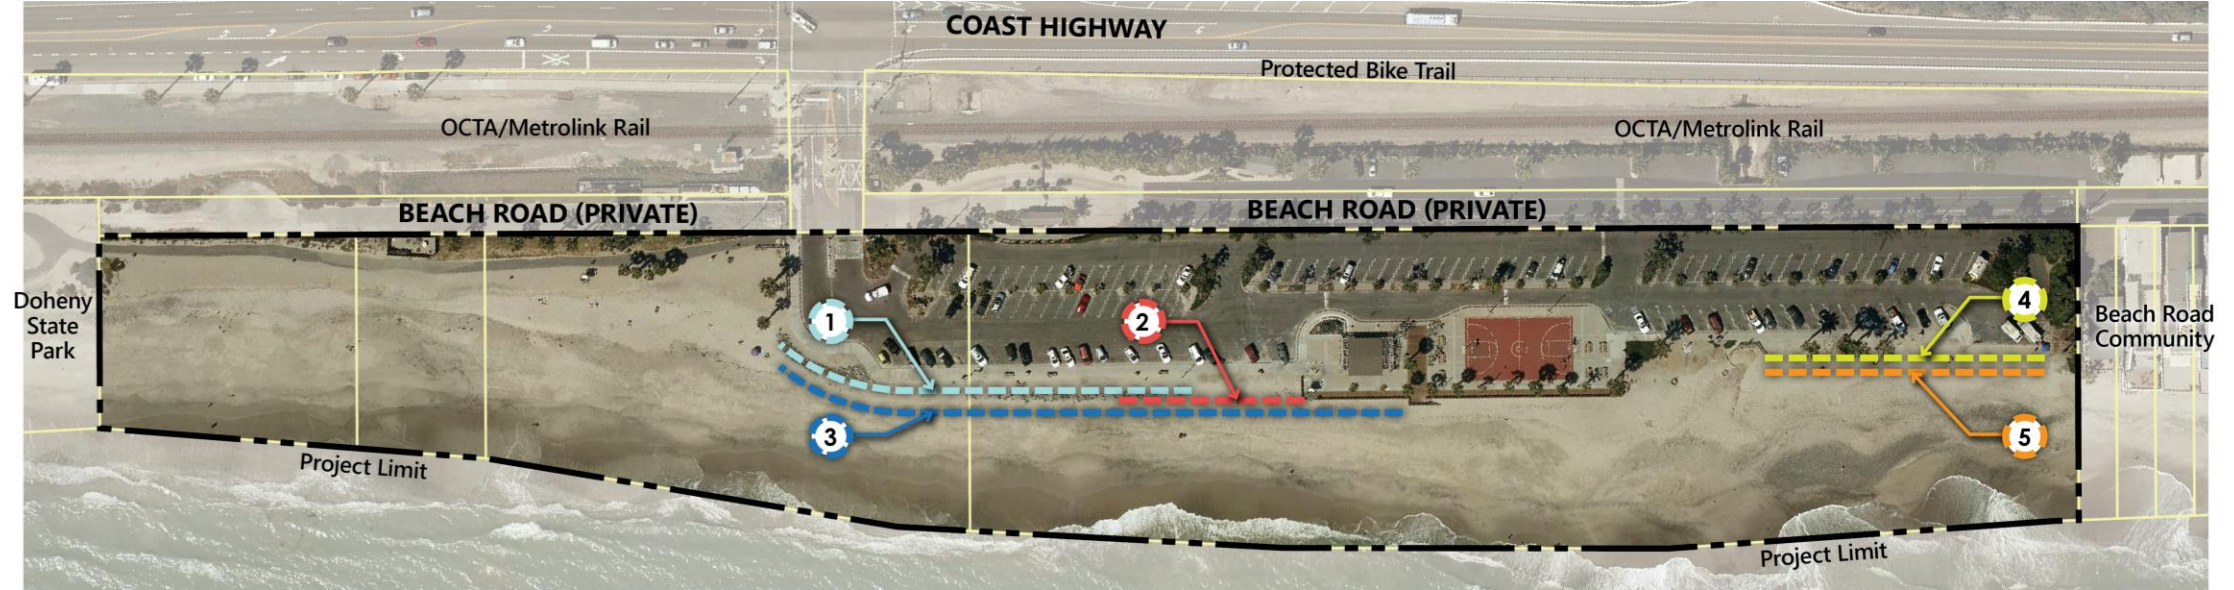 COAST HIGHWAY
Protected Bike Trail
OCTA/Metrolink Rail
OCTA/Metrolink Rail
BEACH ROAD (PRIVATE)
BEACH ROAD (PRIVATE)
Doheny
State
Park
1
2
3
4
5
Beach Road
Community
Project Limit
Project Limit